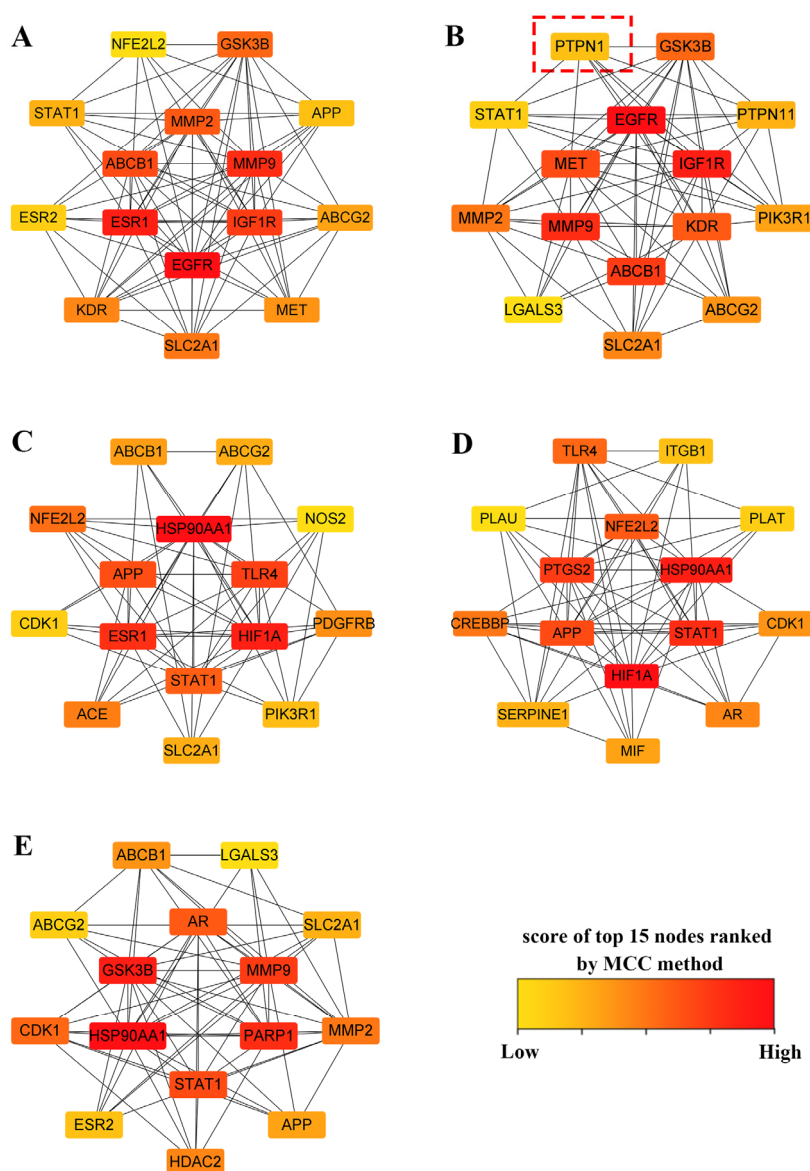 A
NFE2L2
GSK3B
STAT1
MMP2
APP
ABCB1
MMP9
ESR2
ESR1
IGF1R
ABCG2
EGFR
KDR
MET
SLC2A1
B
PTPN1
GSK3B
STAT1
EGFR
PTPN11
MET
IGF1R
MMP2
MMP9
KDR
PIK3R1
ABCB1
LGALS3
ABCG2
SLC2A1
C
ABCB1
ABCG2
NFE2L2
HSP90AA1
NOS2
APP
TLR4
CDK1
ESR1
HIF1A
PDGFRB
STAT1
ACE
PIK3R1
SLC2A1
D
TLR4
ITGB1
PLAU
NFE2L2
PLAT
PTGS2
HSP90AA1
CREBBP
APP
STAT1
CDK1
HIF1A
SERPINE1
AR
MIF
E
ABCB1
LGALS3
ABCG2
AR
SLC2A1
GSK3B
MMP9
CDK1
HSP90AA1
PARP1
MMP2
STAT1
ESR2
APP
HDAC2
score of top 15 nodes ranked
by MCC method
Low
High